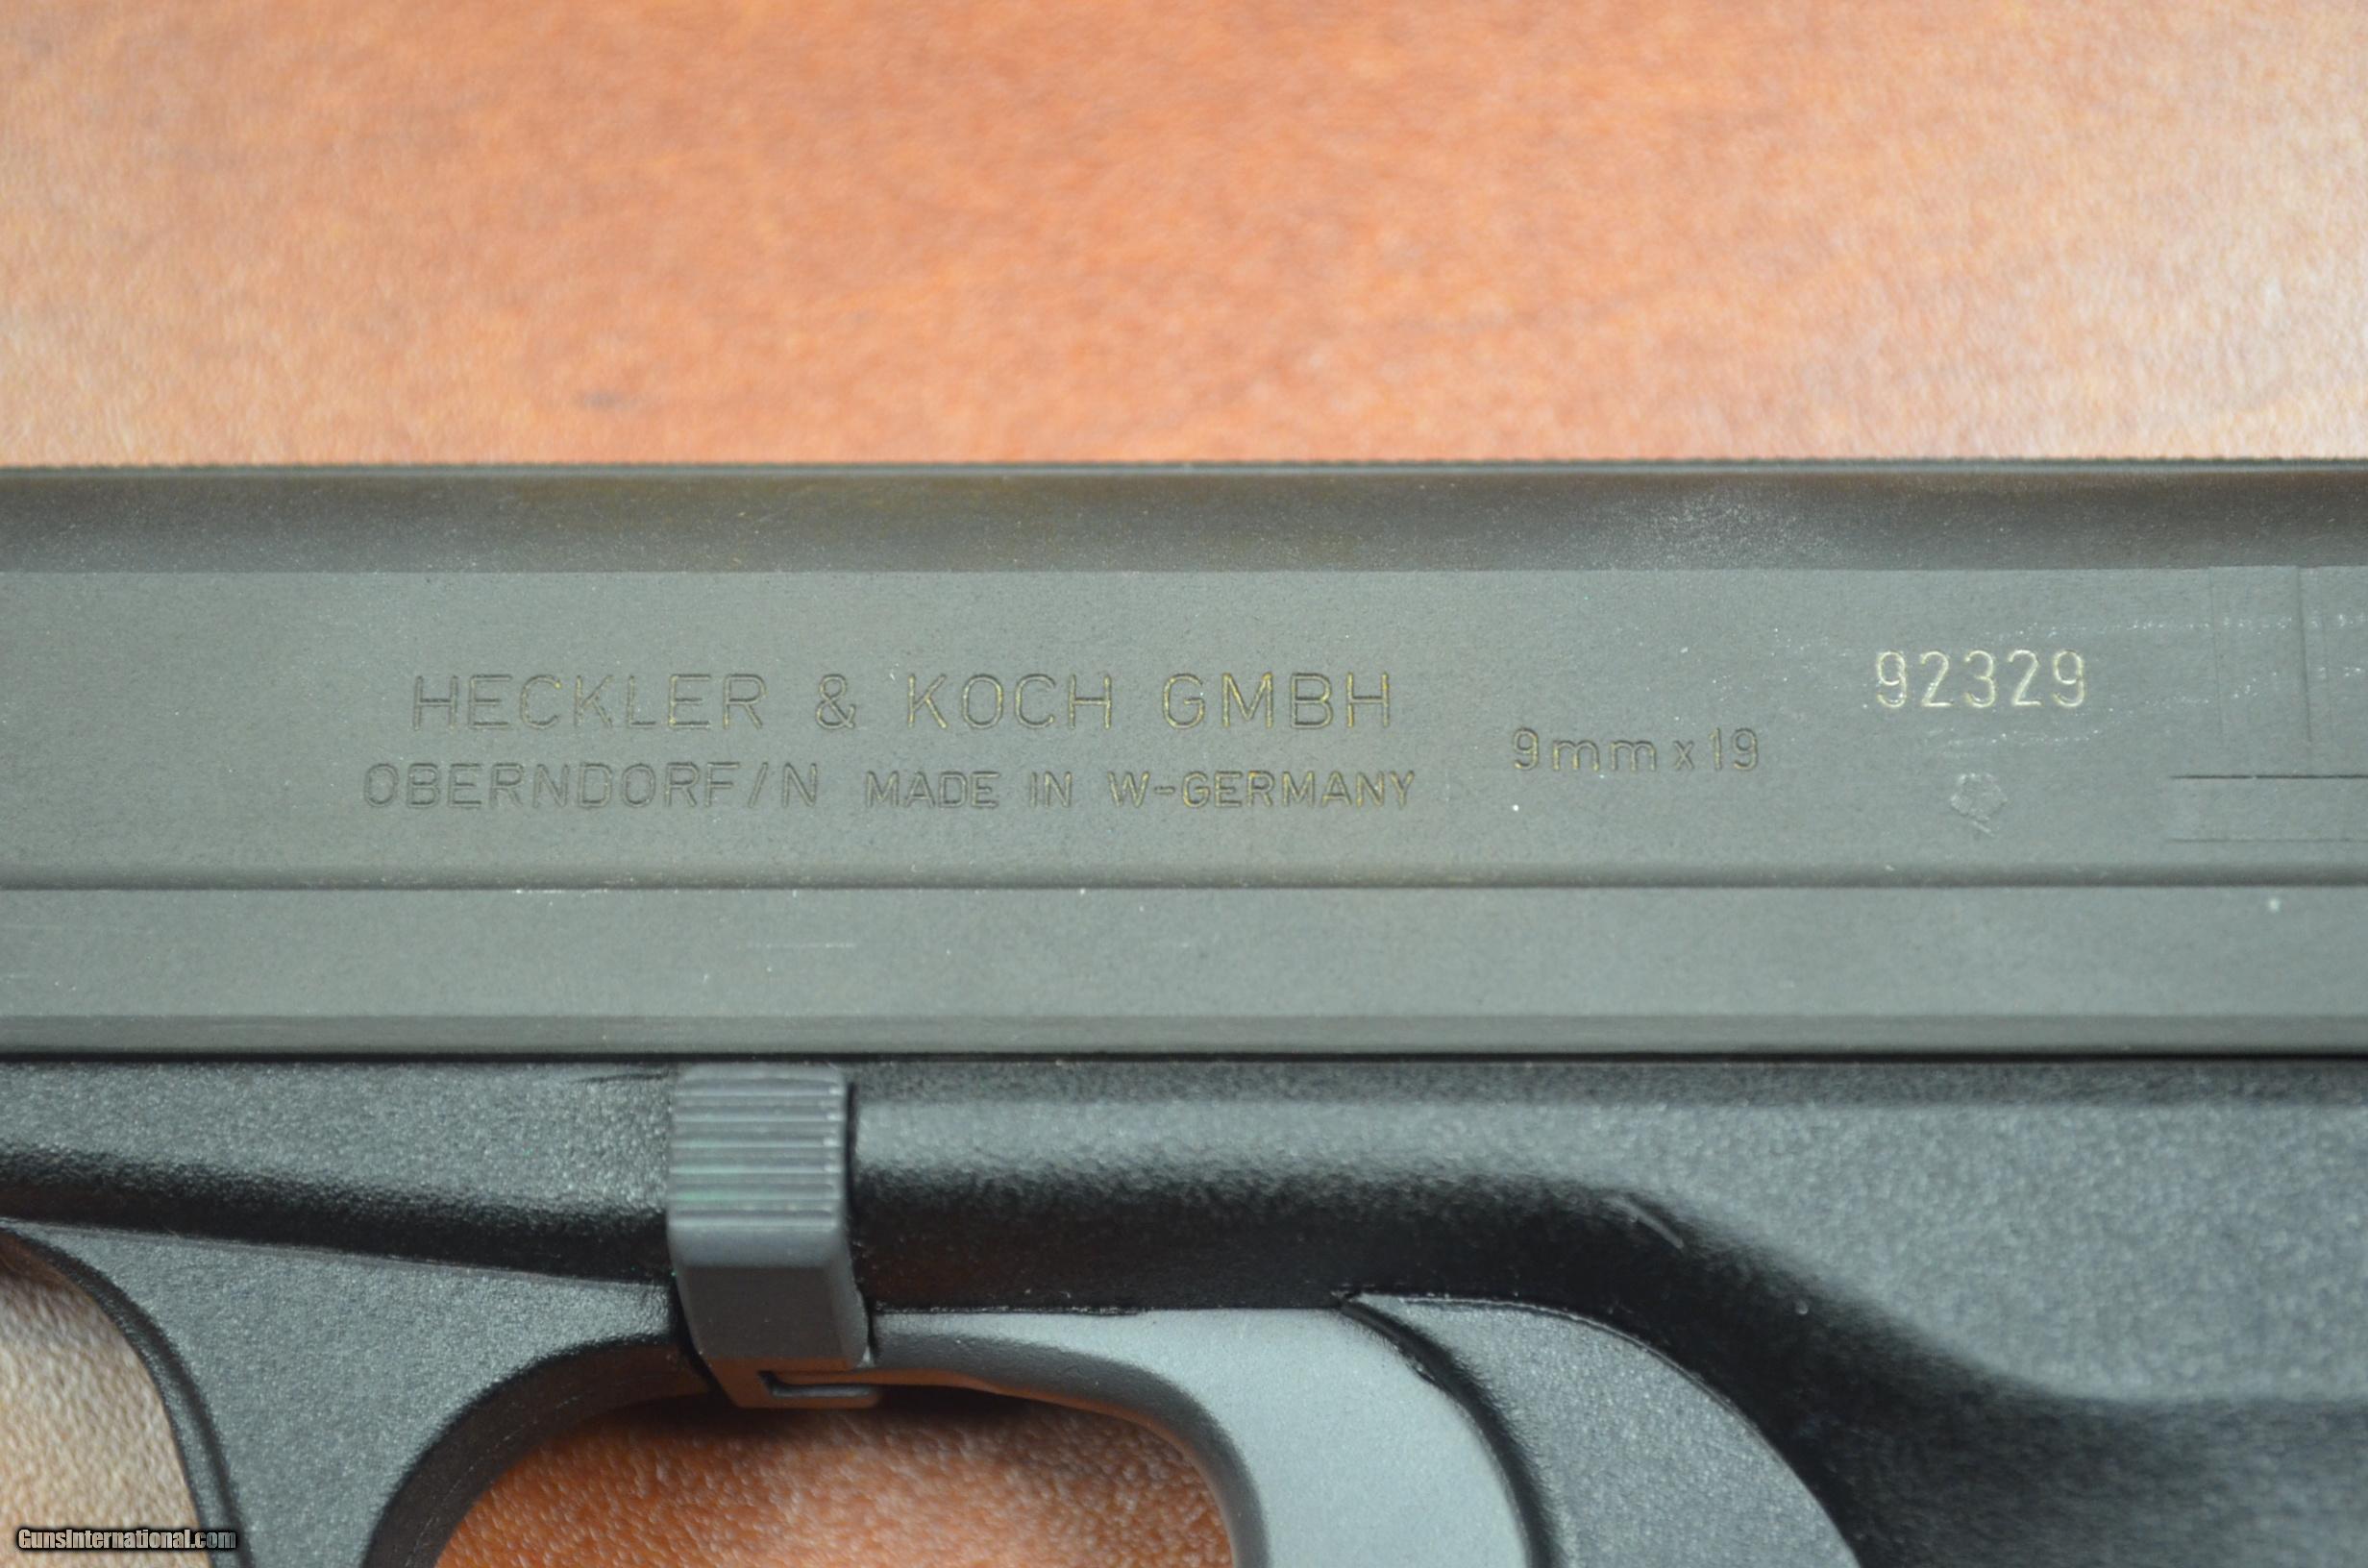 HECKLER & KOCH GMBH
OBERNDORF/N MADE IN W-GERMANY
9mm x 19
92329
GunsInternational.com